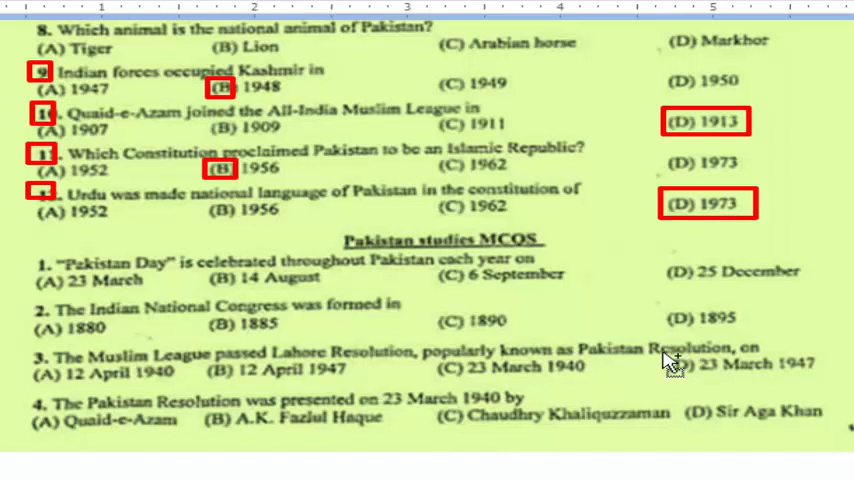 1 2 3 4 5
8. Which animal is the national animal of Pakistan?
(A) Tiger (B) Lion (C) Arabian horse (D) Markhor
9. Indian forces occupied Kashmir in
(A) 1947 (B) 1948 (C) 1949 (D) 1950
10. Quaid-e-Azam joined the All-India Muslim League in
(A) 1907 (B) 1909 (C) 1911 (D) 1913
11. Which Constitution proclaimed Pakistan to be an Islamic Republic?
(A) 1952 (B) 1956 (C) 1962 (D) 1973
12. Urdu was made national language of Pakistan in the constitution of
(A) 1952 (B) 1956 (C) 1962 (D) 1973
Pakistan studies MCQS
1. "Pakistan Day" is celebrated throughout Pakistan each year on
(A) 23 March (B) 14 August (C) 6 September (D) 25 December
2. The Indian National Congress was formed in
(A) 1880 (B) 1885 (C) 1890 (D) 1895
3. The Muslim League passed Lahore Resolution, popularly known as Pakistan Resolution, on
(A) 12 April 1940 (B) 12 April 1947 (C) 23 March 1940 (D) 23 March 1947
4. The Pakistan Resolution was presented on 23 March 1940 by
(A) Quaid-e-Azam (B) A.K. Fazlul Haque (C) Chaudhry Khaliquzzaman (D) Sir Aga Khan